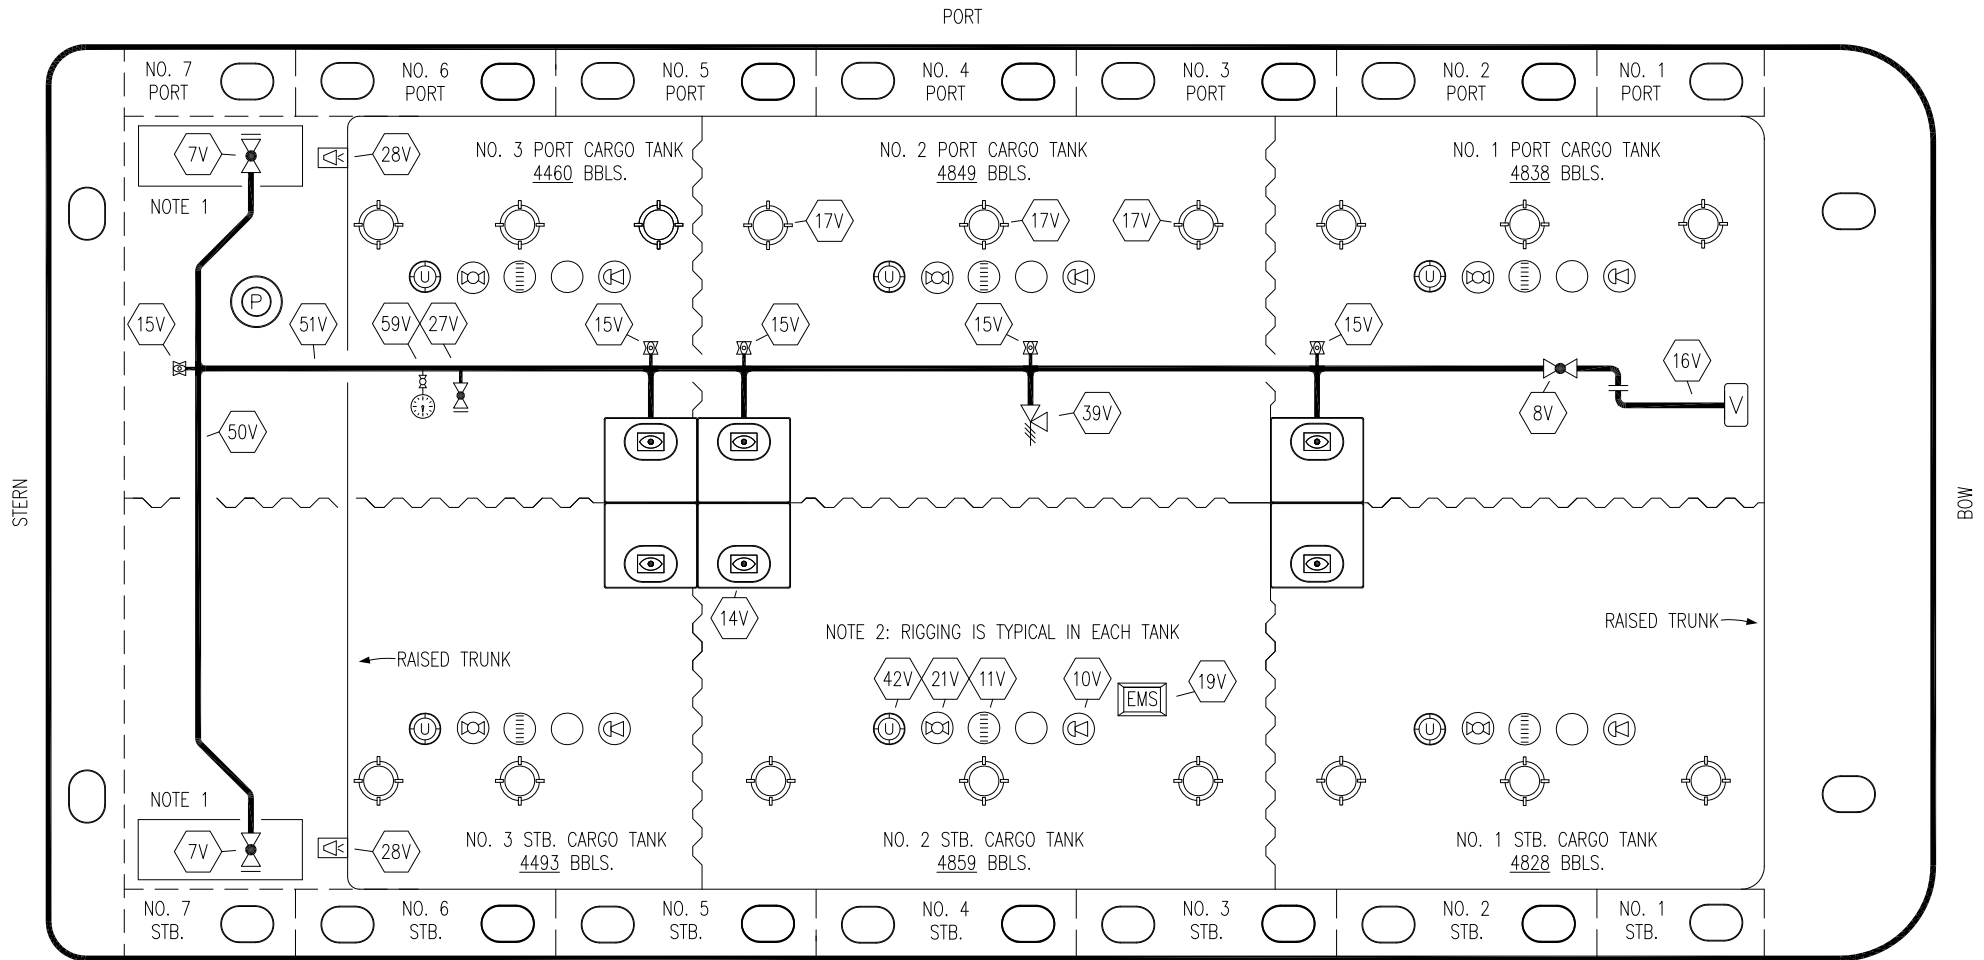 PORT
NO. 7
PORT
NO. 6
PORT
NO. 5
PORT
NO. 4
PORT
NO. 3
PORT
NO. 2
PORT
NO. 1
PORT
7V
28V
NOTE 1
NO. 3 PORT CARGO TANK
4460 BBLS.
NO. 2 PORT CARGO TANK
4849 BBLS.
NO. 1 PORT CARGO TANK
4838 BBLS.
17V
17V
17V
U
U
U
P
15V
51V
59V
27V
15V
15V
15V
15V
16V
V
50V
39V
8V
STERN
BOW
14V
NOTE 2: RIGGING IS TYPICAL IN EACH TANK
RAISED TRUNK
RAISED TRUNK
42V
21V
11V
10V
EMS
19V
U
U
U
NOTE 1
7V
28V
NO. 3 STB. CARGO TANK
4493 BBLS.
NO. 2 STB. CARGO TANK
4859 BBLS.
NO. 1 STB. CARGO TANK
4828 BBLS.
NO. 7
STB.
NO. 6
STB.
NO. 5
STB.
NO. 4
STB.
NO. 3
STB.
NO. 2
STB.
NO. 1
STB.